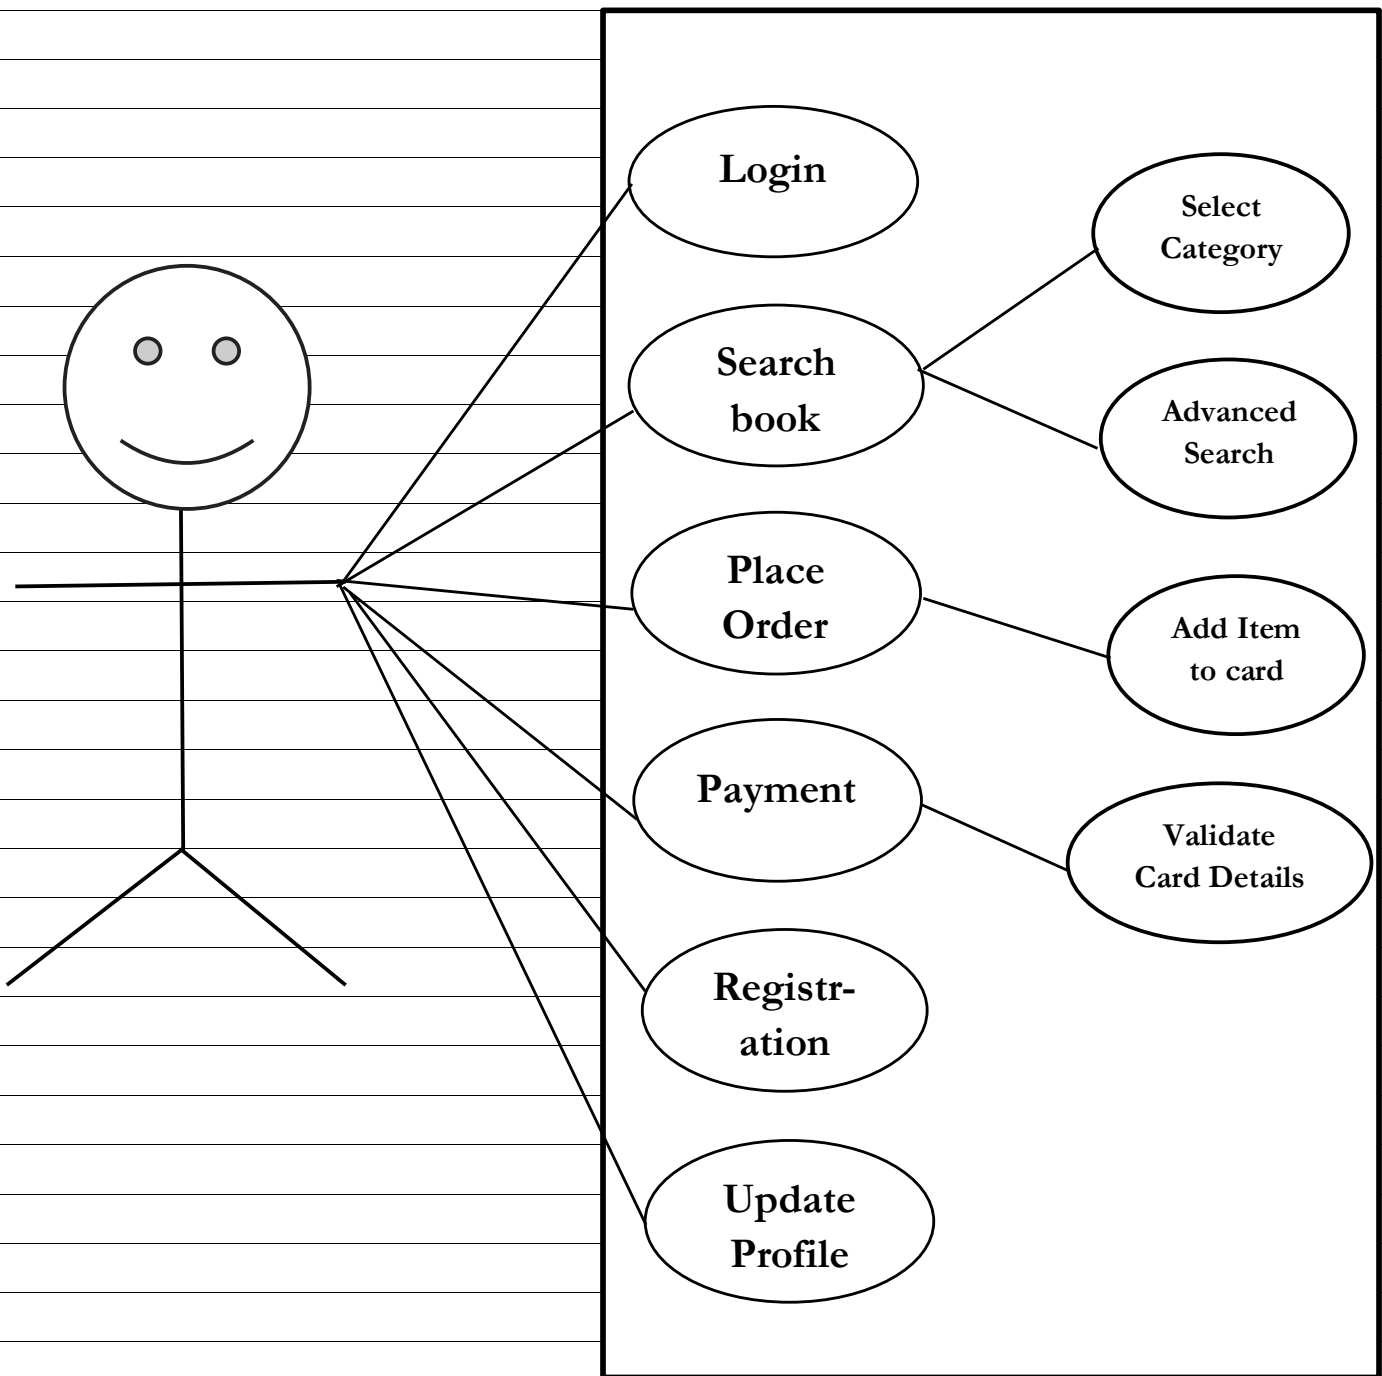 Login
Search
book
Place
Order
Payment
Registr-
ation
Update
Profile
Select
Category
Advanced
Search
Add Item
to card
Validate
Card Details